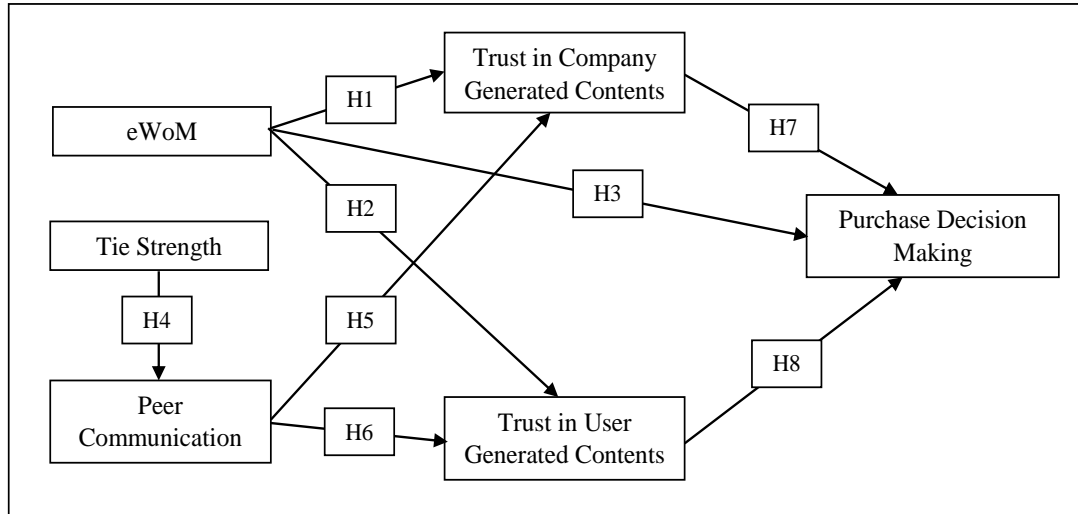 Trust in Company
Generated Contents
H1
eWoM
H7
H2
H3
Tie Strength
Purchase Decision
Making
H4
H5
H8
Peer
Communication
H6
Trust in User
Generated Contents